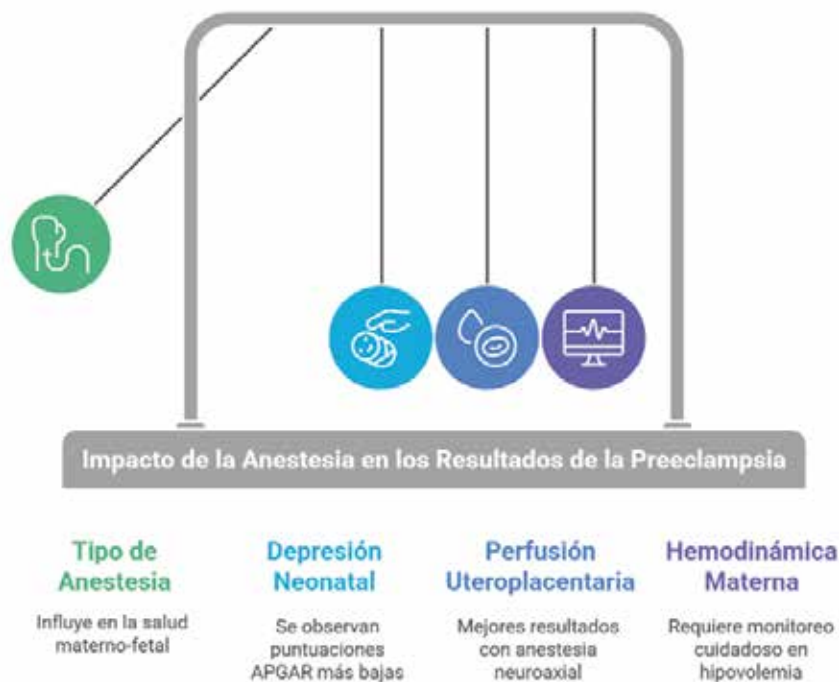 Impacto de la Anestesia en los Resultados de la Preeclampsia
Tipo de
Anestesia
Influye en la salud
materno-fetal
Depresión
Neonatal
Se observan
puntuaciones
APGAR más bajas
Perfusión
Uteroplacentaria
Mejores resultados
con anestesia
neuroaxial
Hemodinámica
Materna
Requiere monitoreo
cuidadoso en
hipovolemia